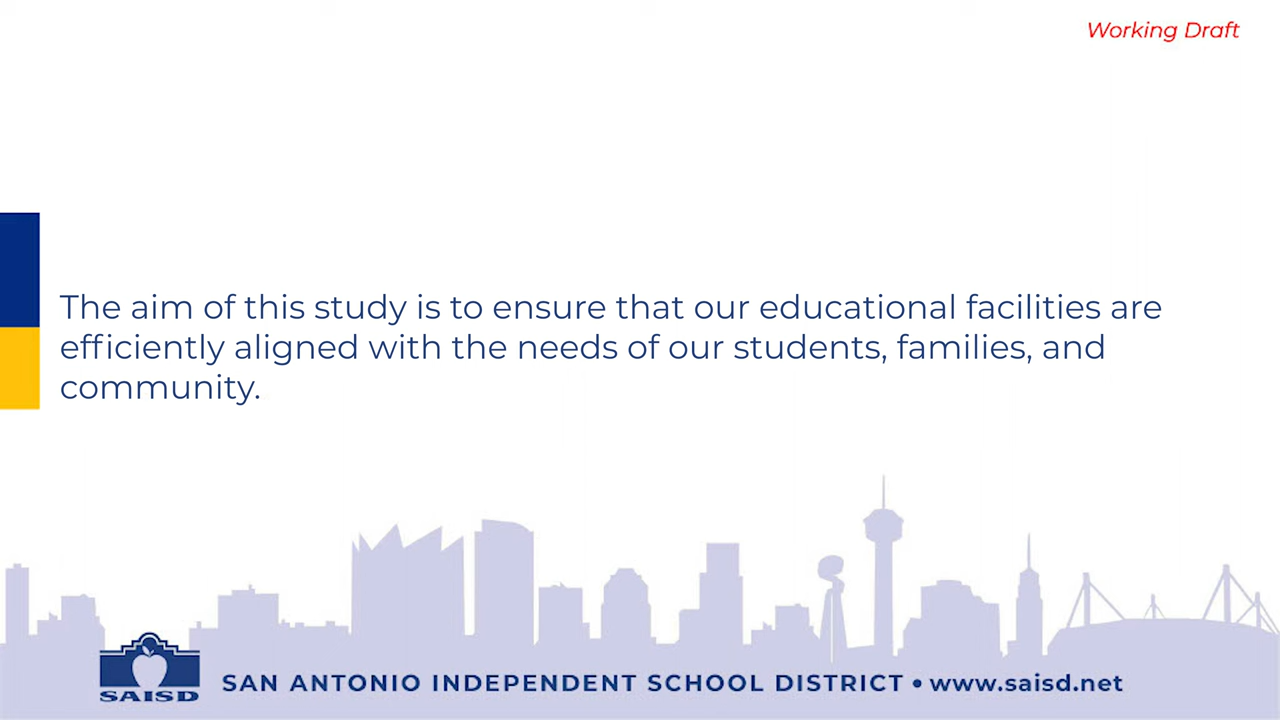 Working Draft
The aim of this study is to ensure that our educational facilities are
efficiently aligned with the needs of our students, families, and
community.
SAISD
SAN ANTONIO INDEPENDENT SCHOOL DISTRICT • www.saisd.net